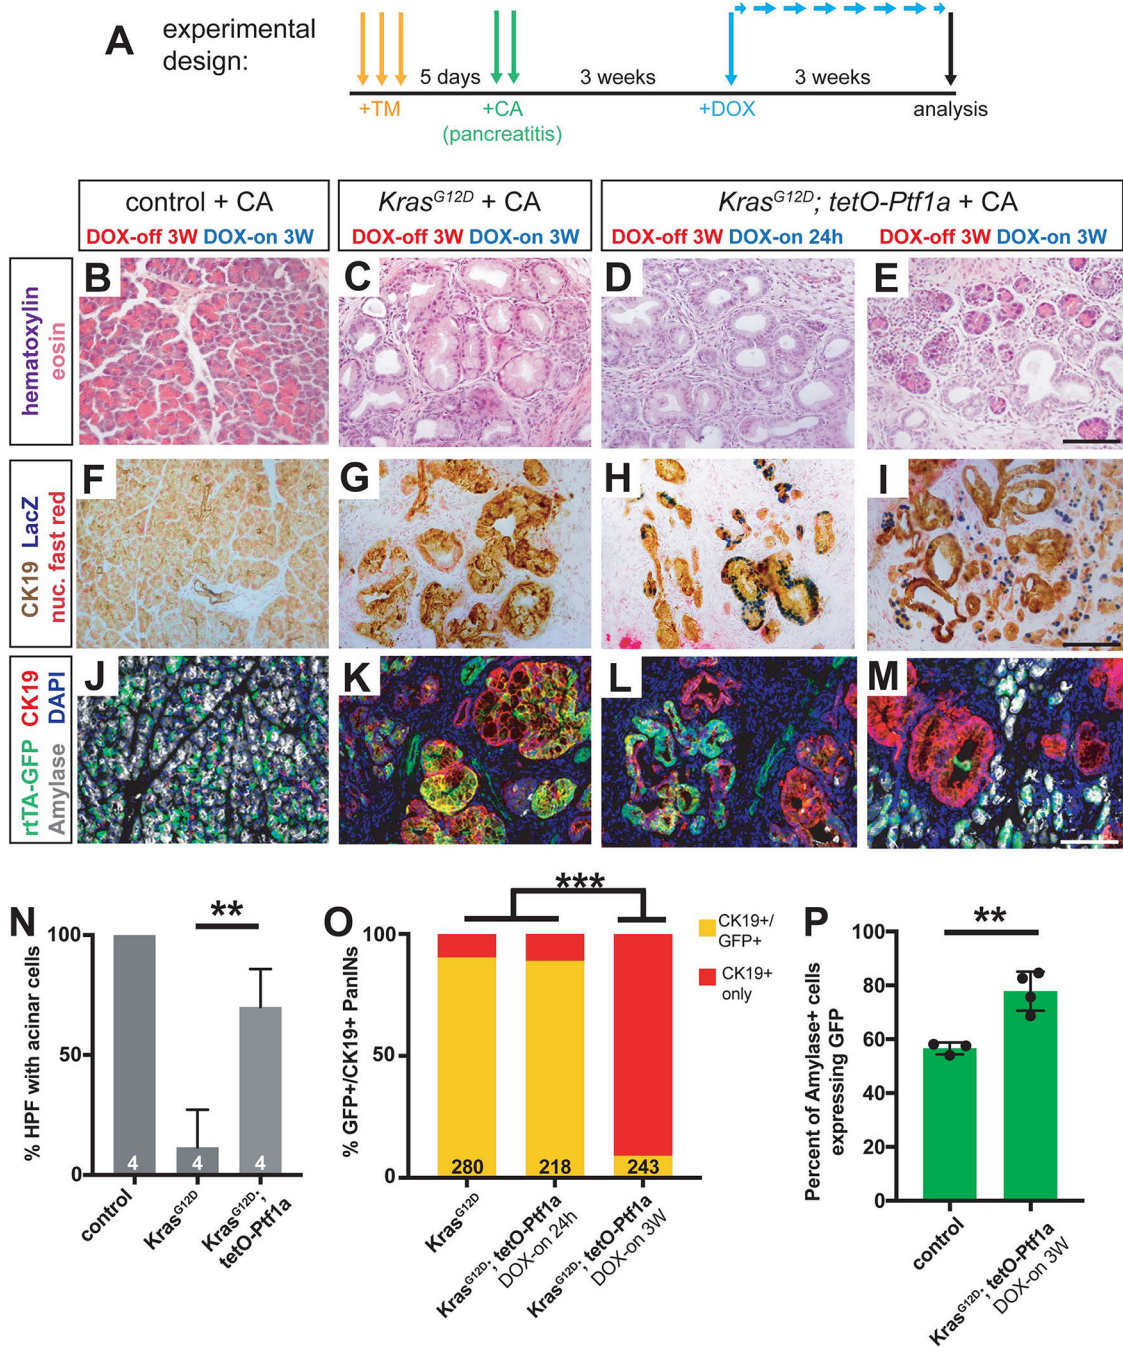 A
experimental
design:
5 days
3 weeks
3 weeks
+TM
+CA
(pancreatitis)
+DOX
analysis
control + CA
DOX-off 3W DOX-on 3W
KrasG12D + CA
DOX-off 3W DOX-on 3W
KrasG12D; tetO-Ptf1a + CA
DOX-off 3W DOX-on 24h
DOX-off 3W DOX-on 3W
hematoxylin
eosin
B
C
D
E
CK19 LacZ
nuc. fast red
F
G
H
I
rtTA-GFP CK19
Amylase DAPI
J
K
L
M
N
% HPF with acinar cells
100
50
0
**
4
4
4
control
KrasG12D
KrasG12D;
tetO-Ptf1a
O
% GFP+/CK19+ PanINs
100
50
0
***
280
218
243
CK19+/
GFP+
CK19+
only
KrasG12D
KrasG12D; tetO-Ptf1a
DOX-on 24h
KrasG12D; tetO-Ptf1a
DOX-on 3W
P
Percent of Amylase+ cells
expressing GFP
100
80
60
40
20
0
**
control
KrasG12D; tetO-Ptf1a
DOX-on 3W